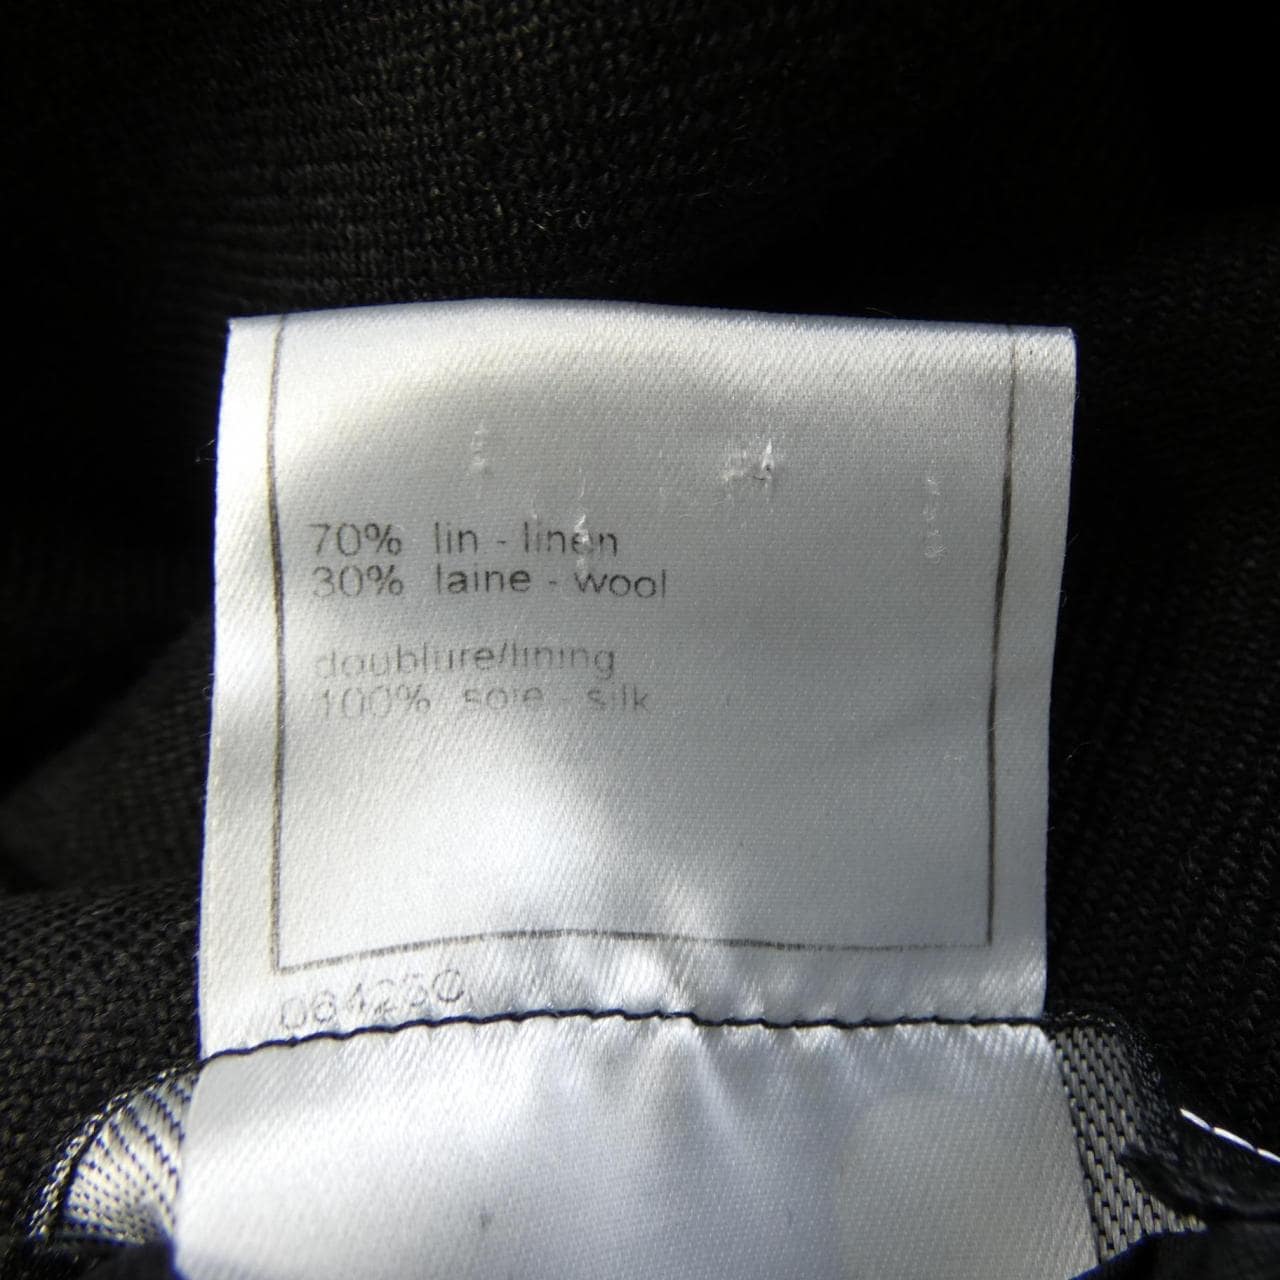 70% lin - linen
30% laine - wool
doublure/lining
100% soie - silk